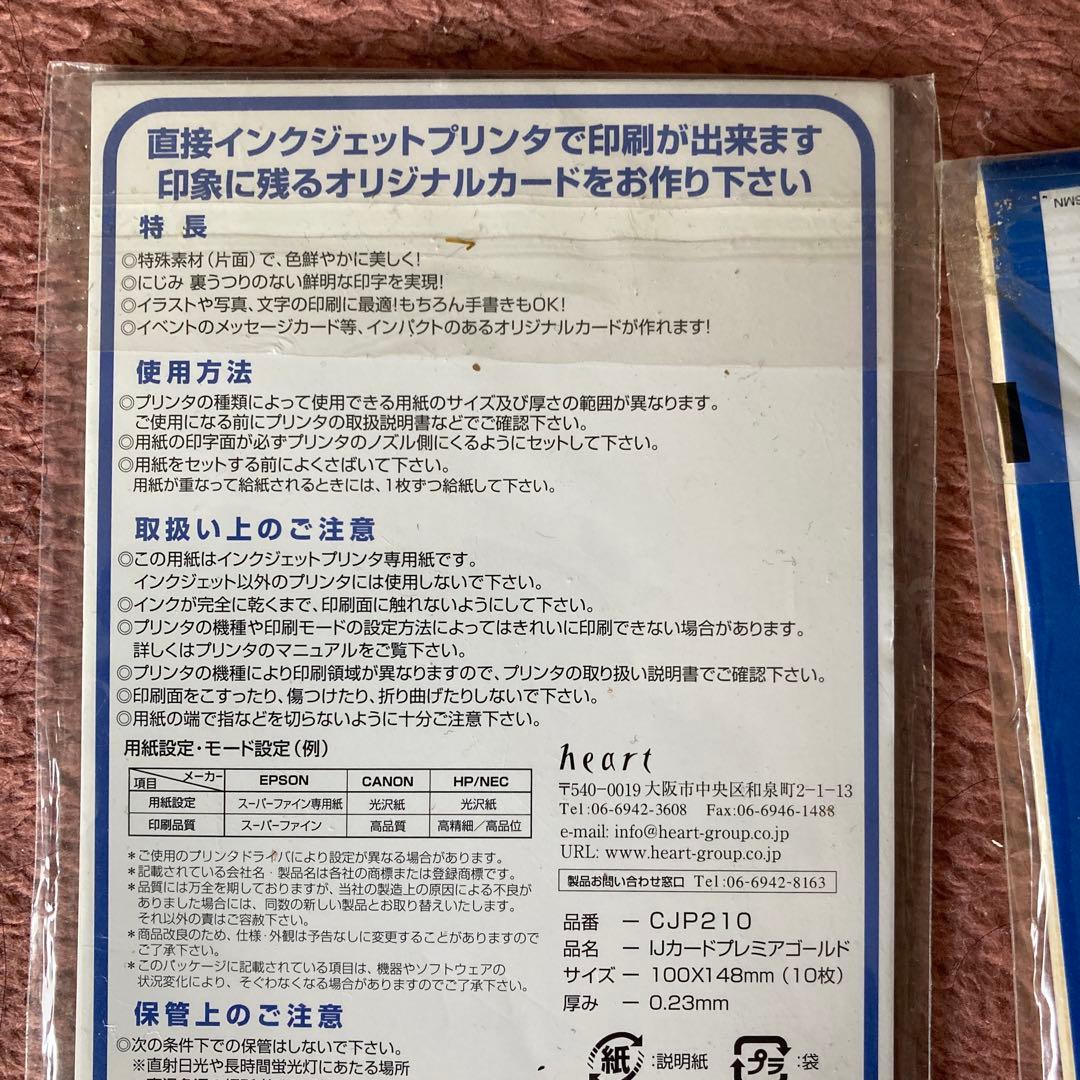 直接インクジェットプリンタで印刷が出来ます
印象に残るオリジナルカードをお作り下さい
特長
◎特殊素材(片面)で、色鮮やかに美しく!
◎にじみ 裏うつりのない鮮明な印字を実現!
◎イラストや写真、文字の印刷に最適!もちろん手書きもOK!
◎イベントのメッセージカード等、インパクトのあるオリジナルカードが作れます!
使用方法
◎プリンタの種類によって使用できる用紙のサイズ及び厚さの範囲が異なります。
ご使用になる前にプリンタの取扱説明書などでご確認下さい。
◎用紙の印字面が必ずプリンタのノズル側にくるようにセットして下さい。
◎用紙をセットする前によくさばいて下さい。
用紙が重なって給紙されるときには、1枚ずつ給紙して下さい。
取扱い上のご注意
◎この用紙はインクジェットプリンタ専用紙です。
インクジェット以外のプリンタには使用しないで下さい。
◎インクが完全に乾くまで、印刷面に触れないようにして下さい。
◎プリンタの機種や印刷モードの設定方法によってはきれいに印刷できない場合があります。
詳しくはプリンタのマニュアルをご覧下さい。
◎プリンタの機種により印刷領域が異なりますので、プリンタの取り扱い説明書でご確認下さい。
◎印刷面をこすったり、傷つけたり、折り曲げたりしないで下さい。
◎用紙の端で指などを切らないように十分ご注意下さい。
用紙設定・モード設定(例)
項目 メーカー EPSON CANON HP/NEC
用紙設定 スーパーファイン専用紙 光沢紙 光沢紙
印刷品質 スーパーファイン 高品質 高精細/高品位
*ご使用のプリンタドライバにより設定が異なる場合があります。
*記載されている会社名・製品名は各社の商標または登録商標です。
*品質には万全を期しておりますが、当社の製造上の原因による不良が
ありました場合には、同数の新しい製品とお取り替えいたします。
それ以外の責はご容赦下さい。
*商品改良のため、仕様・外観は予告なしに変更することがありますので
ご了承下さい。
*このパッケージに記載されている項目は、機器やソフトウェアの
状況変化により、そぐわなくなる場合がありますのでご了承下さい。
heart
〒540-0019 大阪市中央区和泉町2-1-13
Tel:06-6942-3608 Fax:06-6946-1488
e-mail: info@heart-group.co.jp
URL: www.heart-group.co.jp
製品お問い合わせ窓口 Tel:06-6942-8163
品番 - CJP210
品名 - IJカードプレミアゴールド
サイズ - 100X148mm (10枚)
厚み - 0.23mm
紙 :説明紙 プラ :袋
保管上のご注意
◎次の条件下での保管はしないで下さい。
※直射日光や長時間蛍光灯にあたる場所